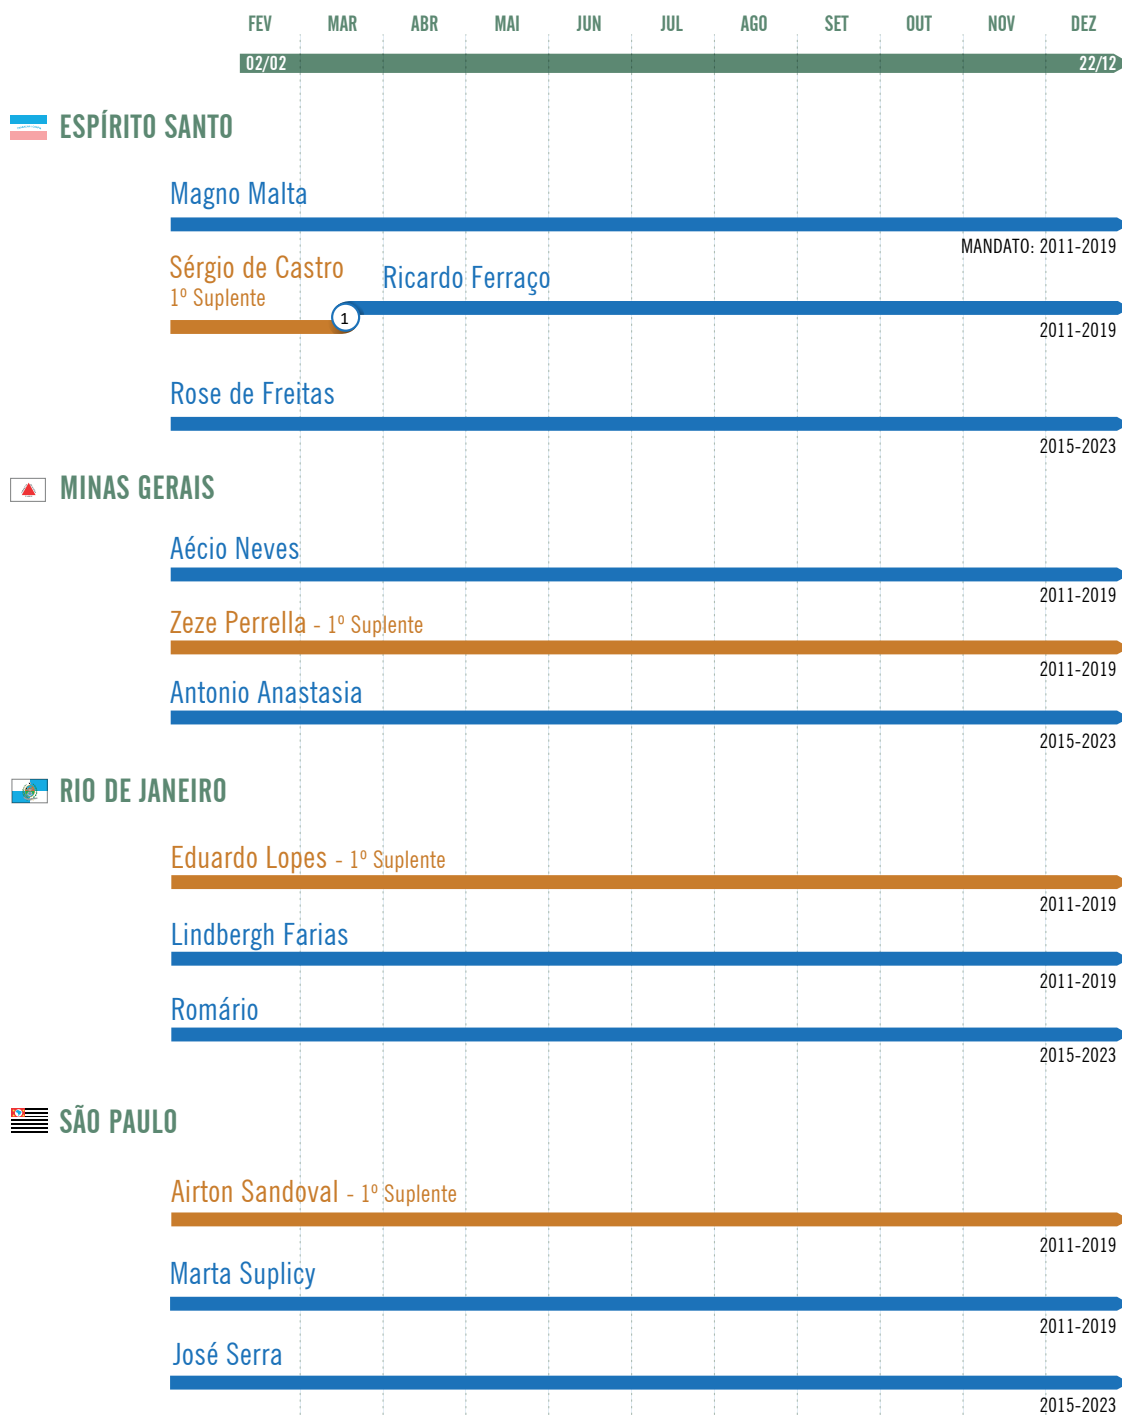 FEV MAR ABR MAI JUN JUL AGO SET OUT NOV DEZ
02/02 22/12
ESPÍRITO SANTO
Magno Malta
MANDATO: 2011-2019
Sérgio de Castro
1º Suplente
Ricardo Ferraço
1
2011-2019
Rose de Freitas
2015-2023
MINAS GERAIS
Aécio Neves
2011-2019
Zeze Perrella - 1º Suplente
2011-2019
Antonio Anastasia
2015-2023
RIO DE JANEIRO
Eduardo Lopes - 1º Suplente
2011-2019
Lindbergh Farias
2011-2019
Romário
2015-2023
SÃO PAULO
Airton Sandoval - 1º Suplente
2011-2019
Marta Suplicy
2011-2019
José Serra
2015-2023